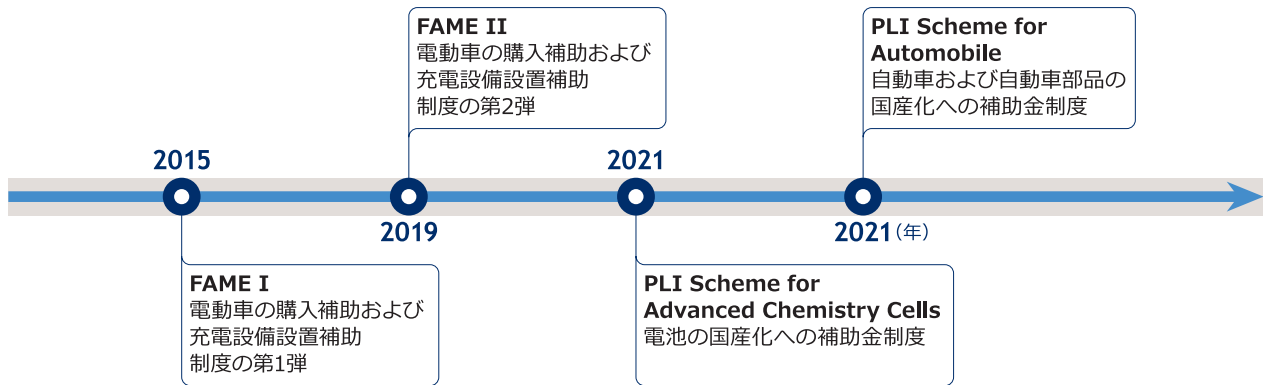 FAME II
電動車の購入補助および
充電設備設置補助
制度の第2弾
PLI Scheme for
Automobile
自動車および自動車部品の
国産化への補助金制度
2015
2021
2019
2021(年)
FAME I
電動車の購入補助および
充電設備設置補助
制度の第1弾
PLI Scheme for
Advanced Chemistry Cells
電池の国産化への補助金制度